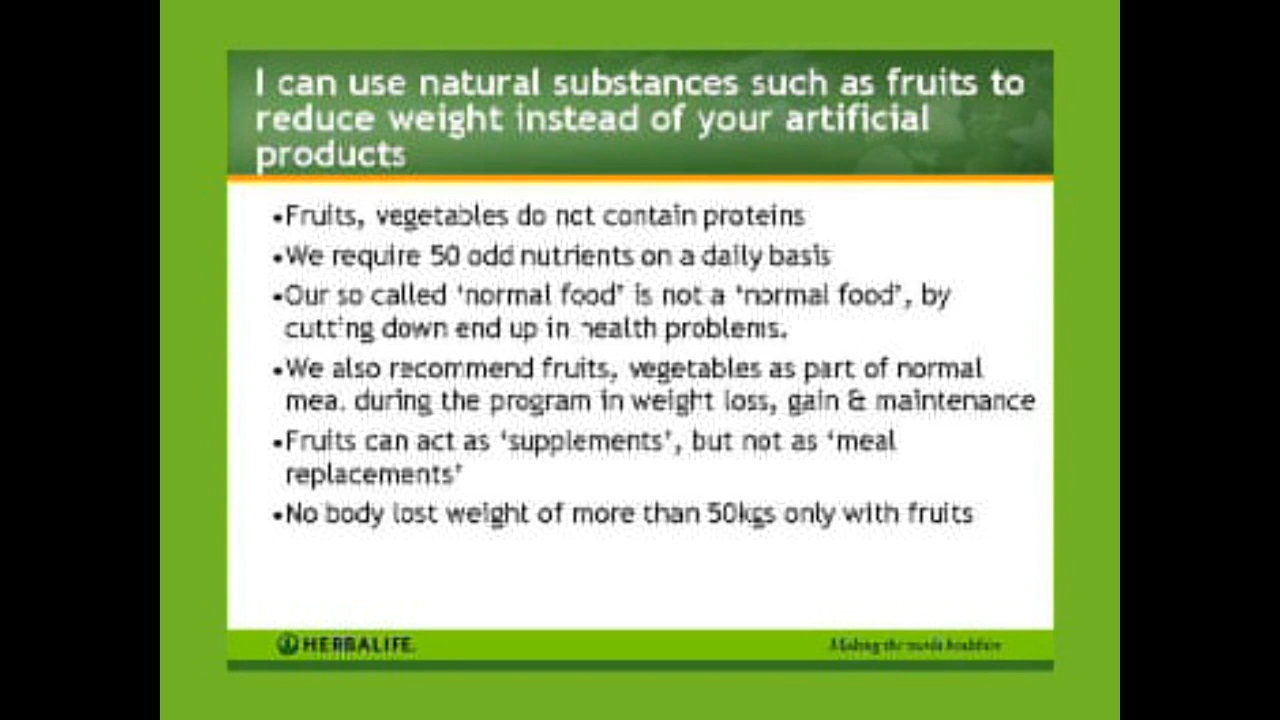 I can use natural substances such as fruits to
reduce weight instead of your artificial
products
•Fruits, vegetables do not contain proteins
•We require 50 odd nutrients on a daily basis
•Our so called ‘normal food’ is not a ‘normal food’, by
cutting down end up in health problems.
•We also recommend fruits, vegetables as part of normal
meal during the program in weight loss, gain & maintenance
•Fruits can act as ‘supplements’, but not as ‘meal
replacements’
•No body lost weight of more than 50kgs only with fruits
HERBALIFE.
Making the world healthier